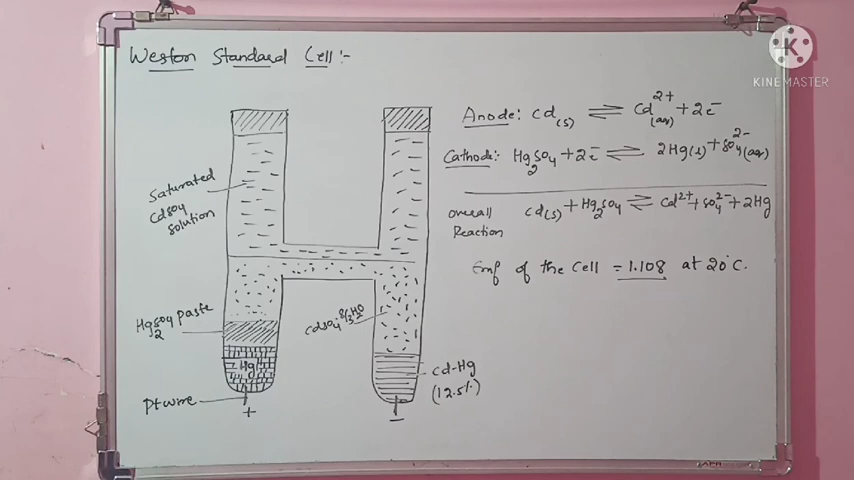 Weston Standard Cell:-
K
KINEMASTER
Anode: Cd(s) ⇌ Cd2+(aq) + 2e-
Cathode: Hg2SO4 + 2e- ⇌ 2Hg(l) + SO4 2-(aq)
Overall Reaction Cd(s) + Hg2SO4 ⇌ Cd2+ + SO4 2- + 2Hg
Emf of the Cell = 1.108 at 20°C.
Saturated
CdSO4
solution
Hg2SO4 paste
CdSO4.8/3H2O
Hg
Cd-Hg
(12.5%)
Pt wire
+
−